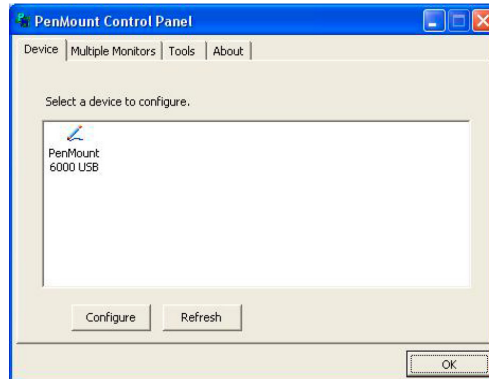 PenMount Control Panel
Device Multiple Monitors Tools About
Select a device to configure.
PenMount
6000 USB
Configure Refresh
OK